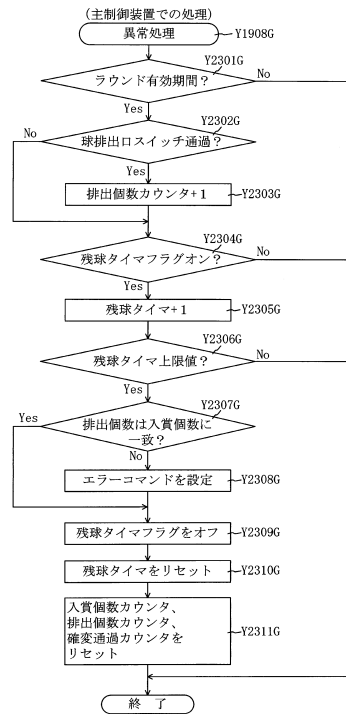 (主制御装置での処理)
異常処理
Y1908G
Y2301G
ラウンド有効期間?
No
Yes
Y2302G
No
球排出口スイッチ通過?
Yes
排出個数カウンタ+1
Y2303G
Y2304G
残球タイマフラグオン?
No
Yes
残球タイマ+1
Y2305G
Y2306G
残球タイマ上限値?
No
Yes
Y2307G
Yes
排出個数は入賞個数に
一致?
No
エラーコマンドを設定
Y2308G
残球タイマフラグをオフ
Y2309G
残球タイマをリセット
Y2310G
入賞個数カウンタ、
排出個数カウンタ、
確変通過カウンタを
リセット
Y2311G
終 了